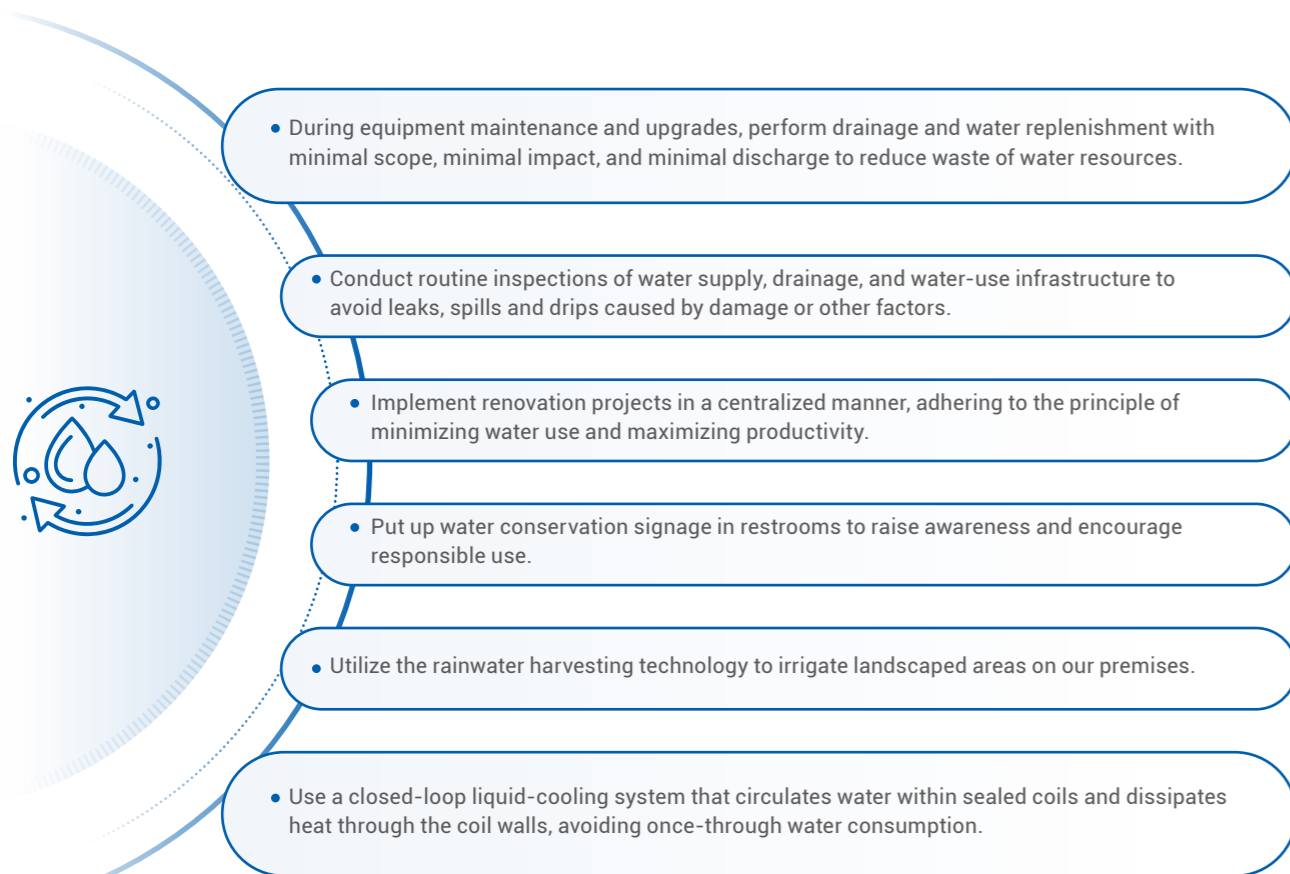 • During equipment maintenance and upgrades, perform drainage and water replenishment with
minimal scope, minimal impact, and minimal discharge to reduce waste of water resources.
• Conduct routine inspections of water supply, drainage, and water-use infrastructure to
avoid leaks, spills and drips caused by damage or other factors.
• Implement renovation projects in a centralized manner, adhering to the principle of
minimizing water use and maximizing productivity.
• Put up water conservation signage in restrooms to raise awareness and encourage
responsible use.
• Utilize the rainwater harvesting technology to irrigate landscaped areas on our premises.
• Use a closed-loop liquid-cooling system that circulates water within sealed coils and dissipates
heat through the coil walls, avoiding once-through water consumption.